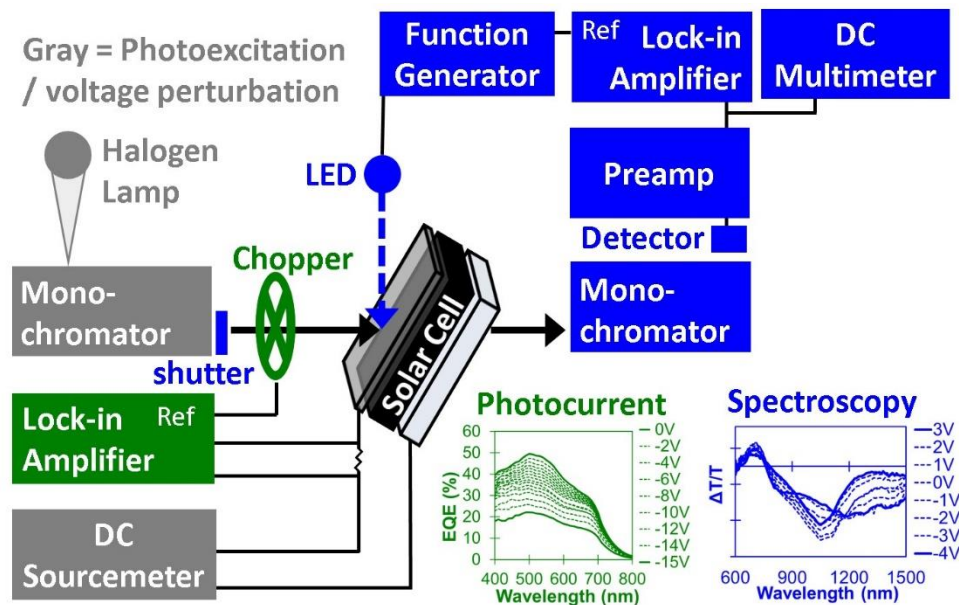 Gray = Photoexcitation
/ voltage perturbation
Halogen
Lamp
Function
Generator
Ref
Lock-in
Amplifier
DC
Multimeter
LED
Preamp
Detector
Mono-
chromator
Chopper
Mono-
chromator
shutter
Solar Cell
Lock-in
Ref
Amplifier
DC
Sourcemeter
Photocurrent
EQE (%)
60
50
40
30
20
10
0
400 500 600 700 800
Wavelength (nm)
0V
-2V
-4V
-6V
-8V
-10V
-12V
-14V
-15V
Spectroscopy
ΔT/T
600 900 1200 1500
Wavelength (nm)
3V
2V
1V
0V
-1V
-2V
-3V
-4V